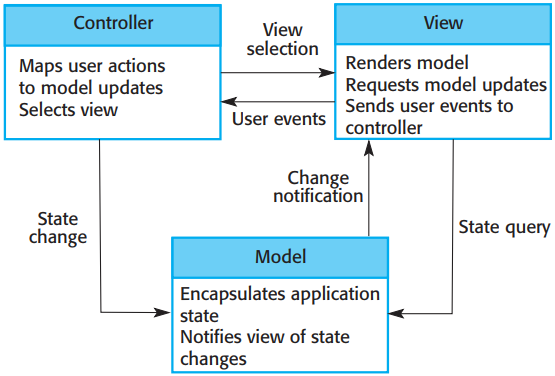 Controller
Maps user actions
to model updates
Selects view
View
selection
User events
View
Renders model
Requests model updates
Sends user events to
controller
State
change
Change
notification
State query
Model
Encapsulates application
state
Notifies view of state
changes